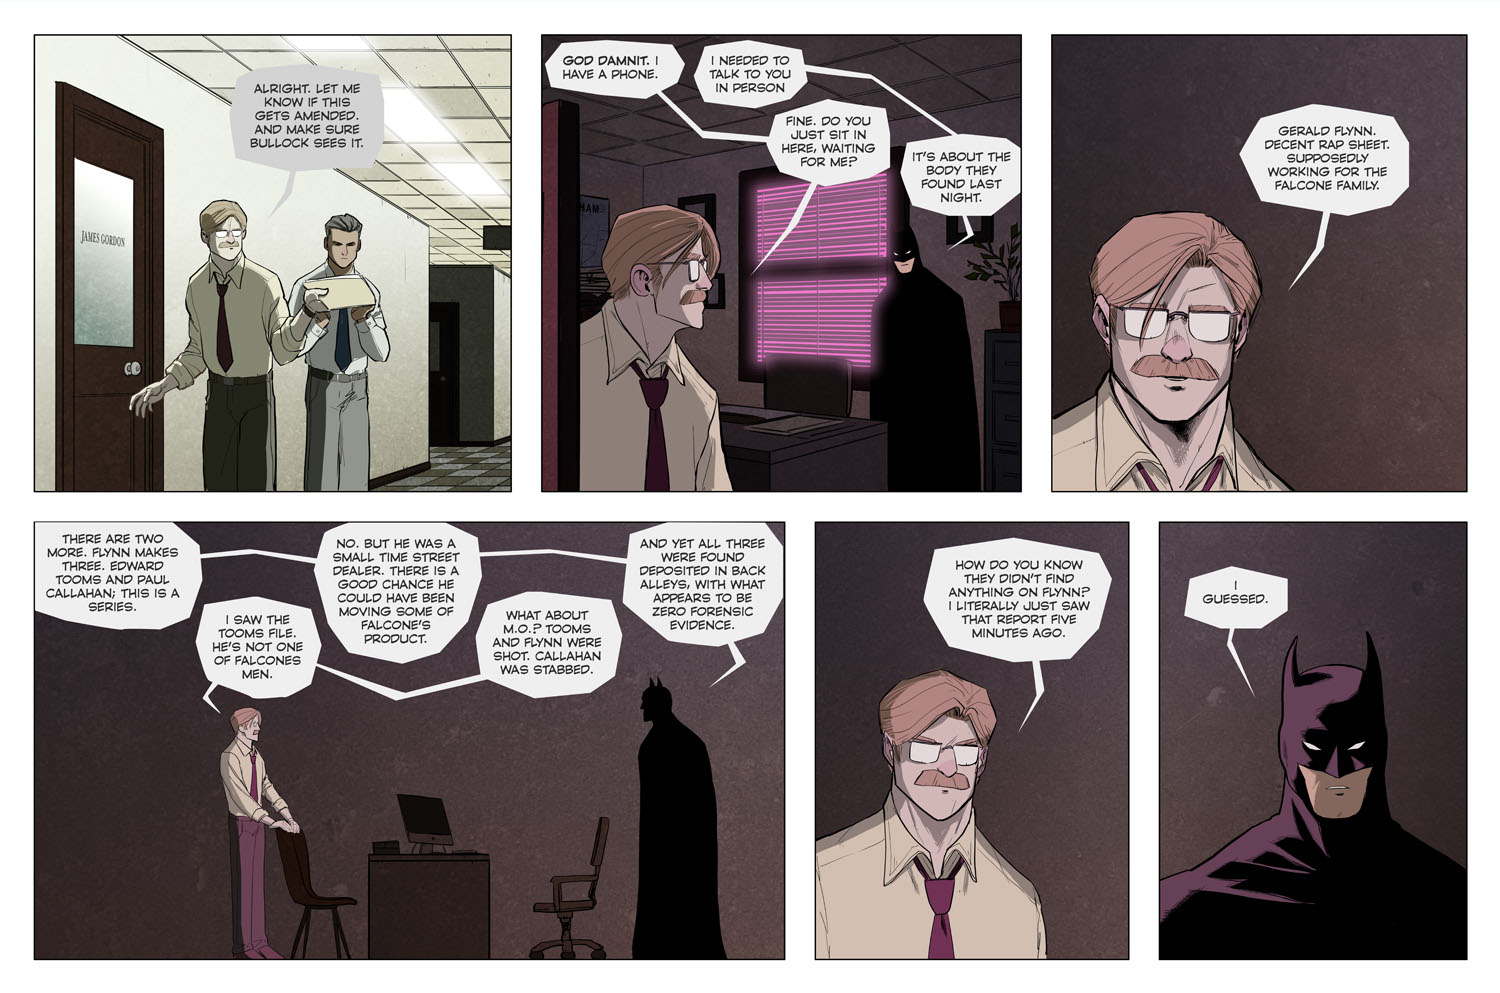 ALRIGHT. LET ME
KNOW IF THIS
GETS AMENDED.
AND MAKE SURE
BULLOCK SEES IT.
JAMES GORDON
GOD DAMNIT. I
HAVE A PHONE.
I NEEDED TO
TALK TO YOU
IN PERSON
FINE. DO YOU
JUST SIT IN
HERE, WAITING
FOR ME?
IT'S ABOUT THE
BODY THEY
FOUND LAST
NIGHT.
HAM
GERALD FLYNN.
DECENT RAP SHEET.
SUPPOSEDLY
WORKING FOR THE
FALCONE FAMILY.
THERE ARE TWO
MORE. FLYNN MAKES
THREE. EDWARD
TOOMS AND PAUL
CALLAHAN; THIS IS A
SERIES.
I SAW THE
TOOMS FILE.
HE'S NOT ONE
OF FALCONES
MEN.
NO. BUT HE WAS A
SMALL TIME STREET
DEALER. THERE IS A
GOOD CHANCE HE
COULD HAVE BEEN
MOVING SOME OF
FALCONE'S
PRODUCT.
WHAT ABOUT
M.O.? TOOMS
AND FLYNN WERE
SHOT. CALLAHAN
WAS STABBED.
AND YET ALL THREE
WERE FOUND
DEPOSITED IN BACK
ALLEYS, WITH WHAT
APPEARS TO BE
ZERO FORENSIC
EVIDENCE.
HOW DO YOU KNOW
THEY DIDN'T FIND
ANYTHING ON FLYNN?
I LITERALLY JUST SAW
THAT REPORT FIVE
MINUTES AGO.
I
GUESSED.